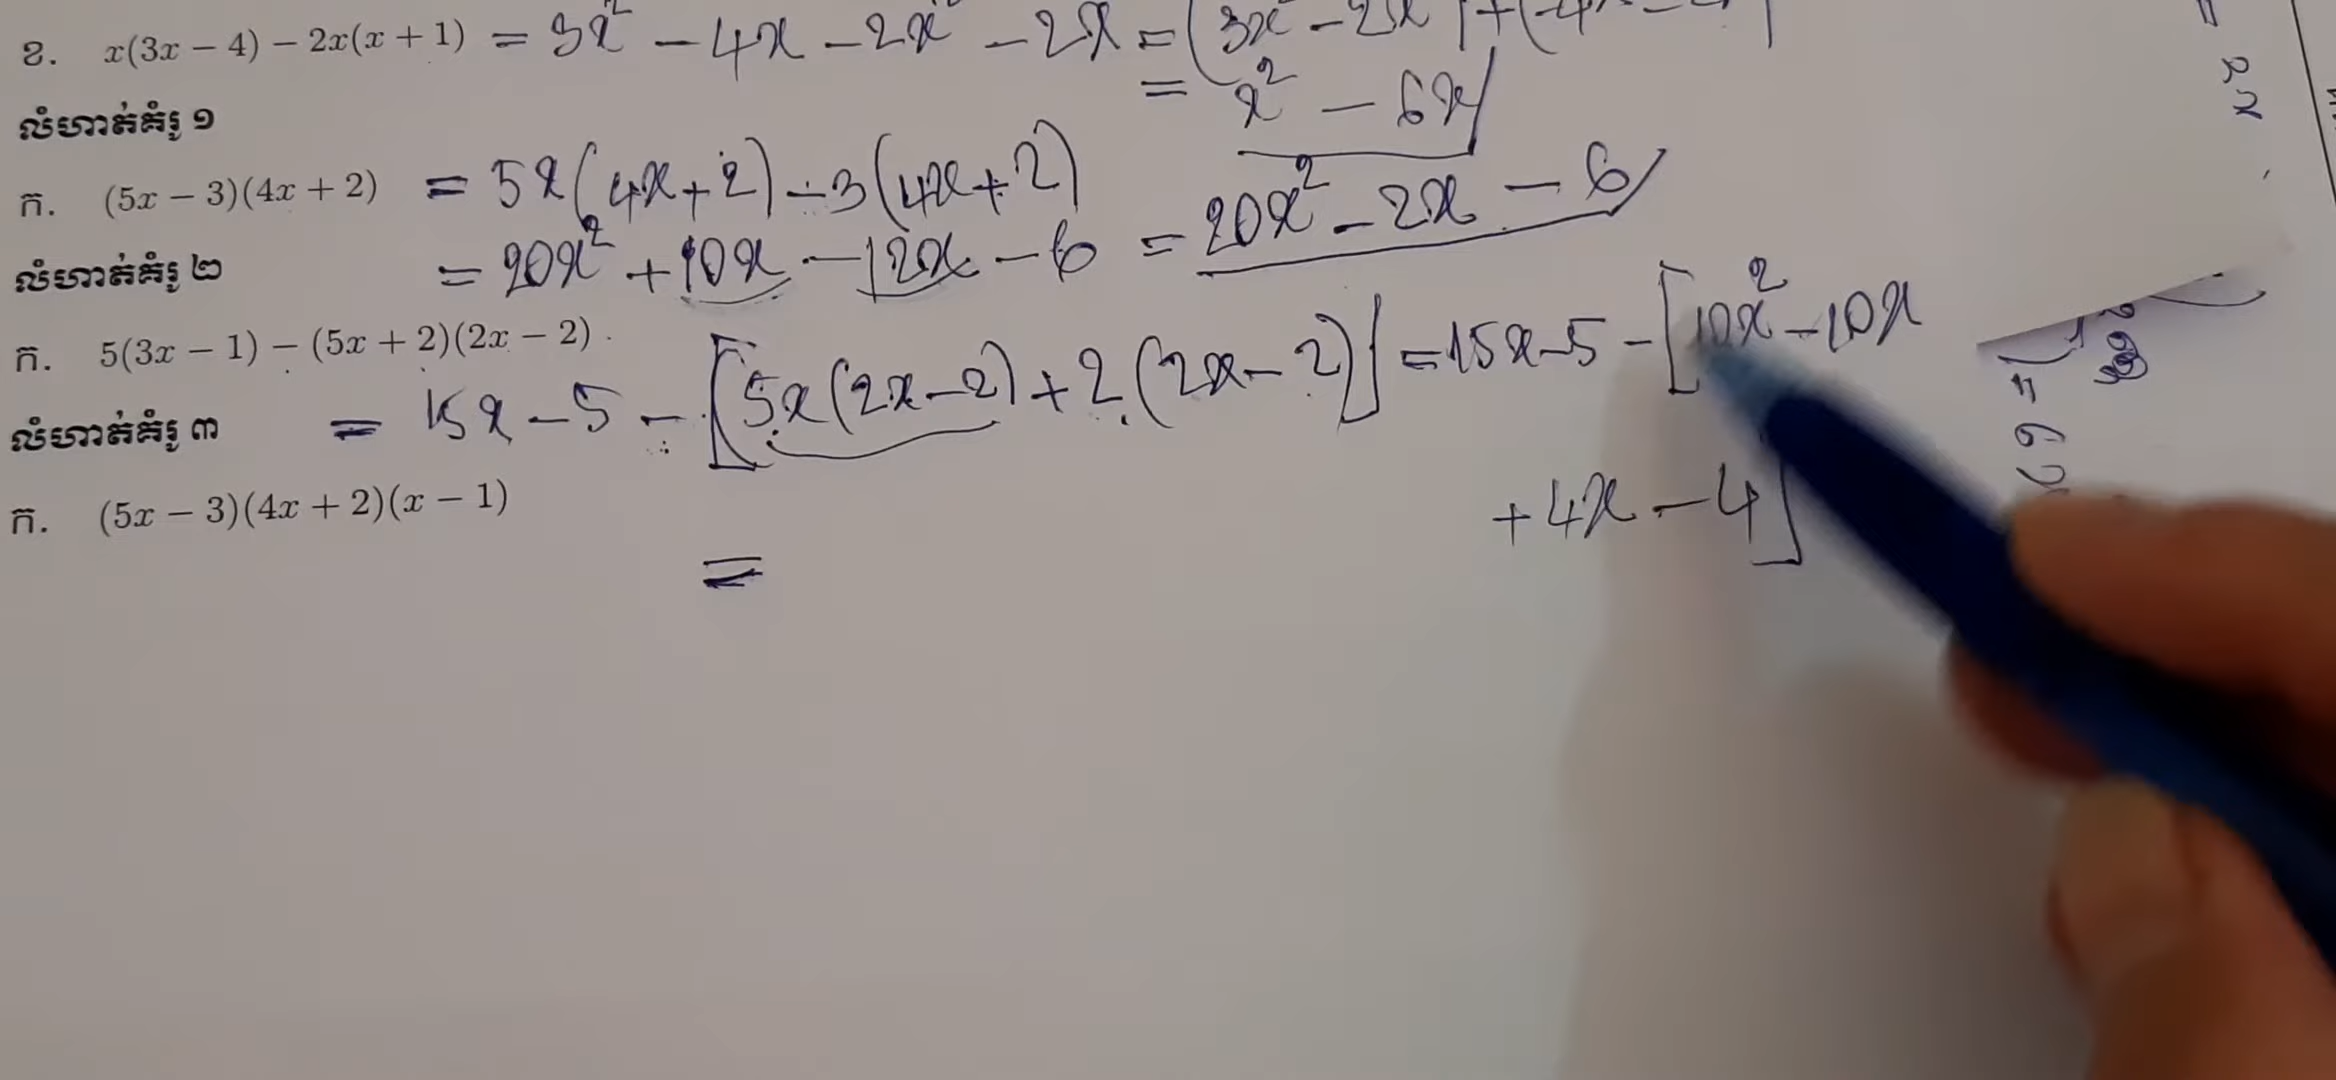 ខ. x(3x − 4) − 2x(x + 1) = 3x² − 4x − 2x² − 2x = (3x² − 2x
= x² − 6x
លំហាត់គំរូ ១
ក. (5x − 3)(4x + 2) = 5x(4x + 2) − 3(4x + 2)
= 20x² + 10x − 12x − 6 = 20x² − 2x − 6
លំហាត់គំរូ ២
ក. 5(3x − 1) − (5x + 2)(2x − 2)
= 15x − 5 − [5x(2x − 2) + 2(2x − 2)] = 15x − 5 − [10x² − 10x
+ 4x − 4]
លំហាត់គំរូ ៣
ក. (5x − 3)(4x + 2)(x − 1)
=